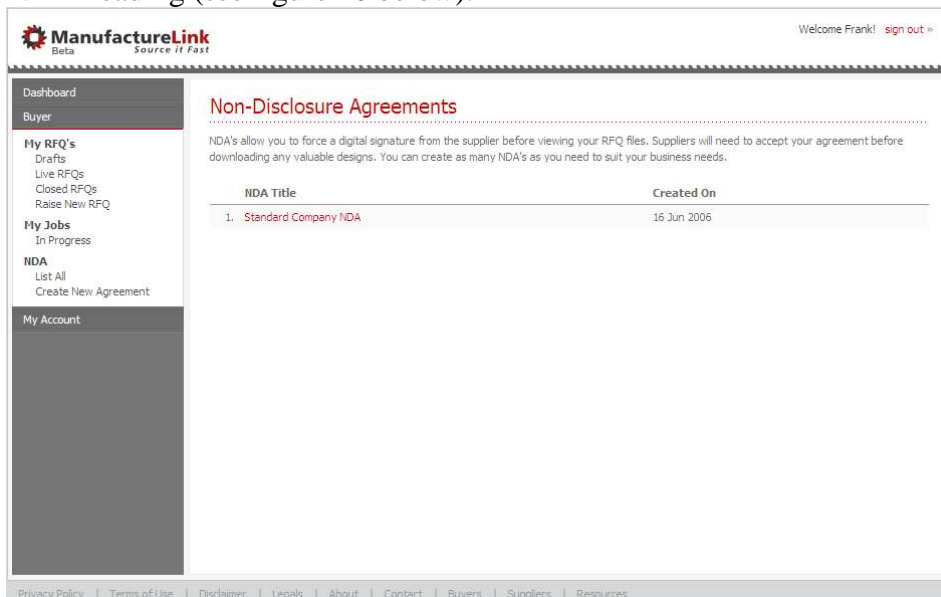 ManufactureLink
Beta Source it Fast
Welcome Frank! sign out »
Dashboard
Buyer
My RFQ's
Drafts
Live RFQs
Closed RFQs
Raise New RFQ
My Jobs
In Progress
NDA
List All
Create New Agreement
My Account
Non-Disclosure Agreements
NDA's allow you to force a digital signature from the supplier before viewing your RFQ files. Suppliers will need to accept your agreement before
downloading any valuable designs. You can create as many NDA's as you need to suit your business needs.
NDA Title Created On
1. Standard Company NDA 16 Jun 2006
Privacy Policy | Terms of Use | Disclaimer | Legals | About | Contact | Buyers | Suppliers | Resources